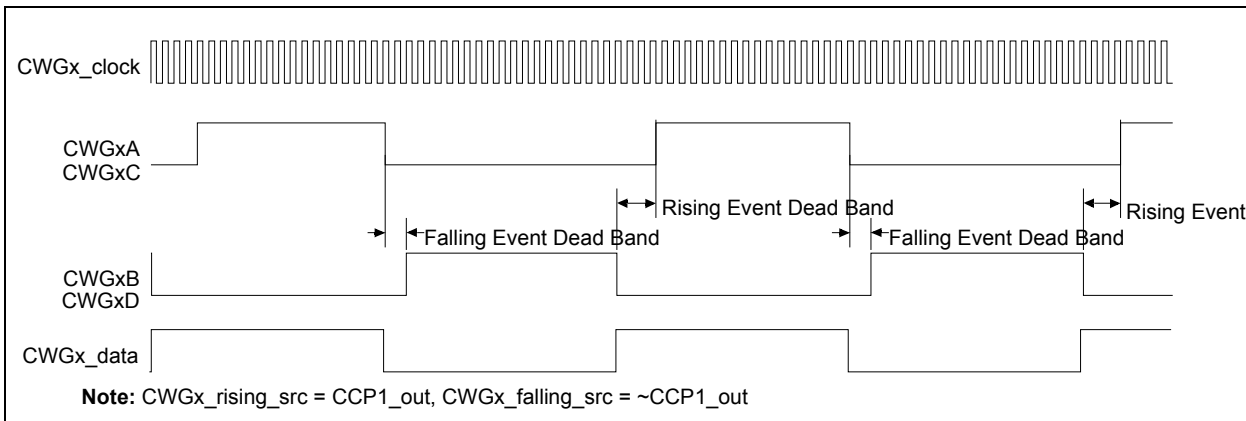 CWGx_clock
CWGxA
CWGxC
Rising Event Dead Band
Rising Event
Falling Event Dead Band
Falling Event Dead Band
CWGxB
CWGxD
CWGx_data
Note: CWGx_rising_src = CCP1_out, CWGx_falling_src = ~CCP1_out